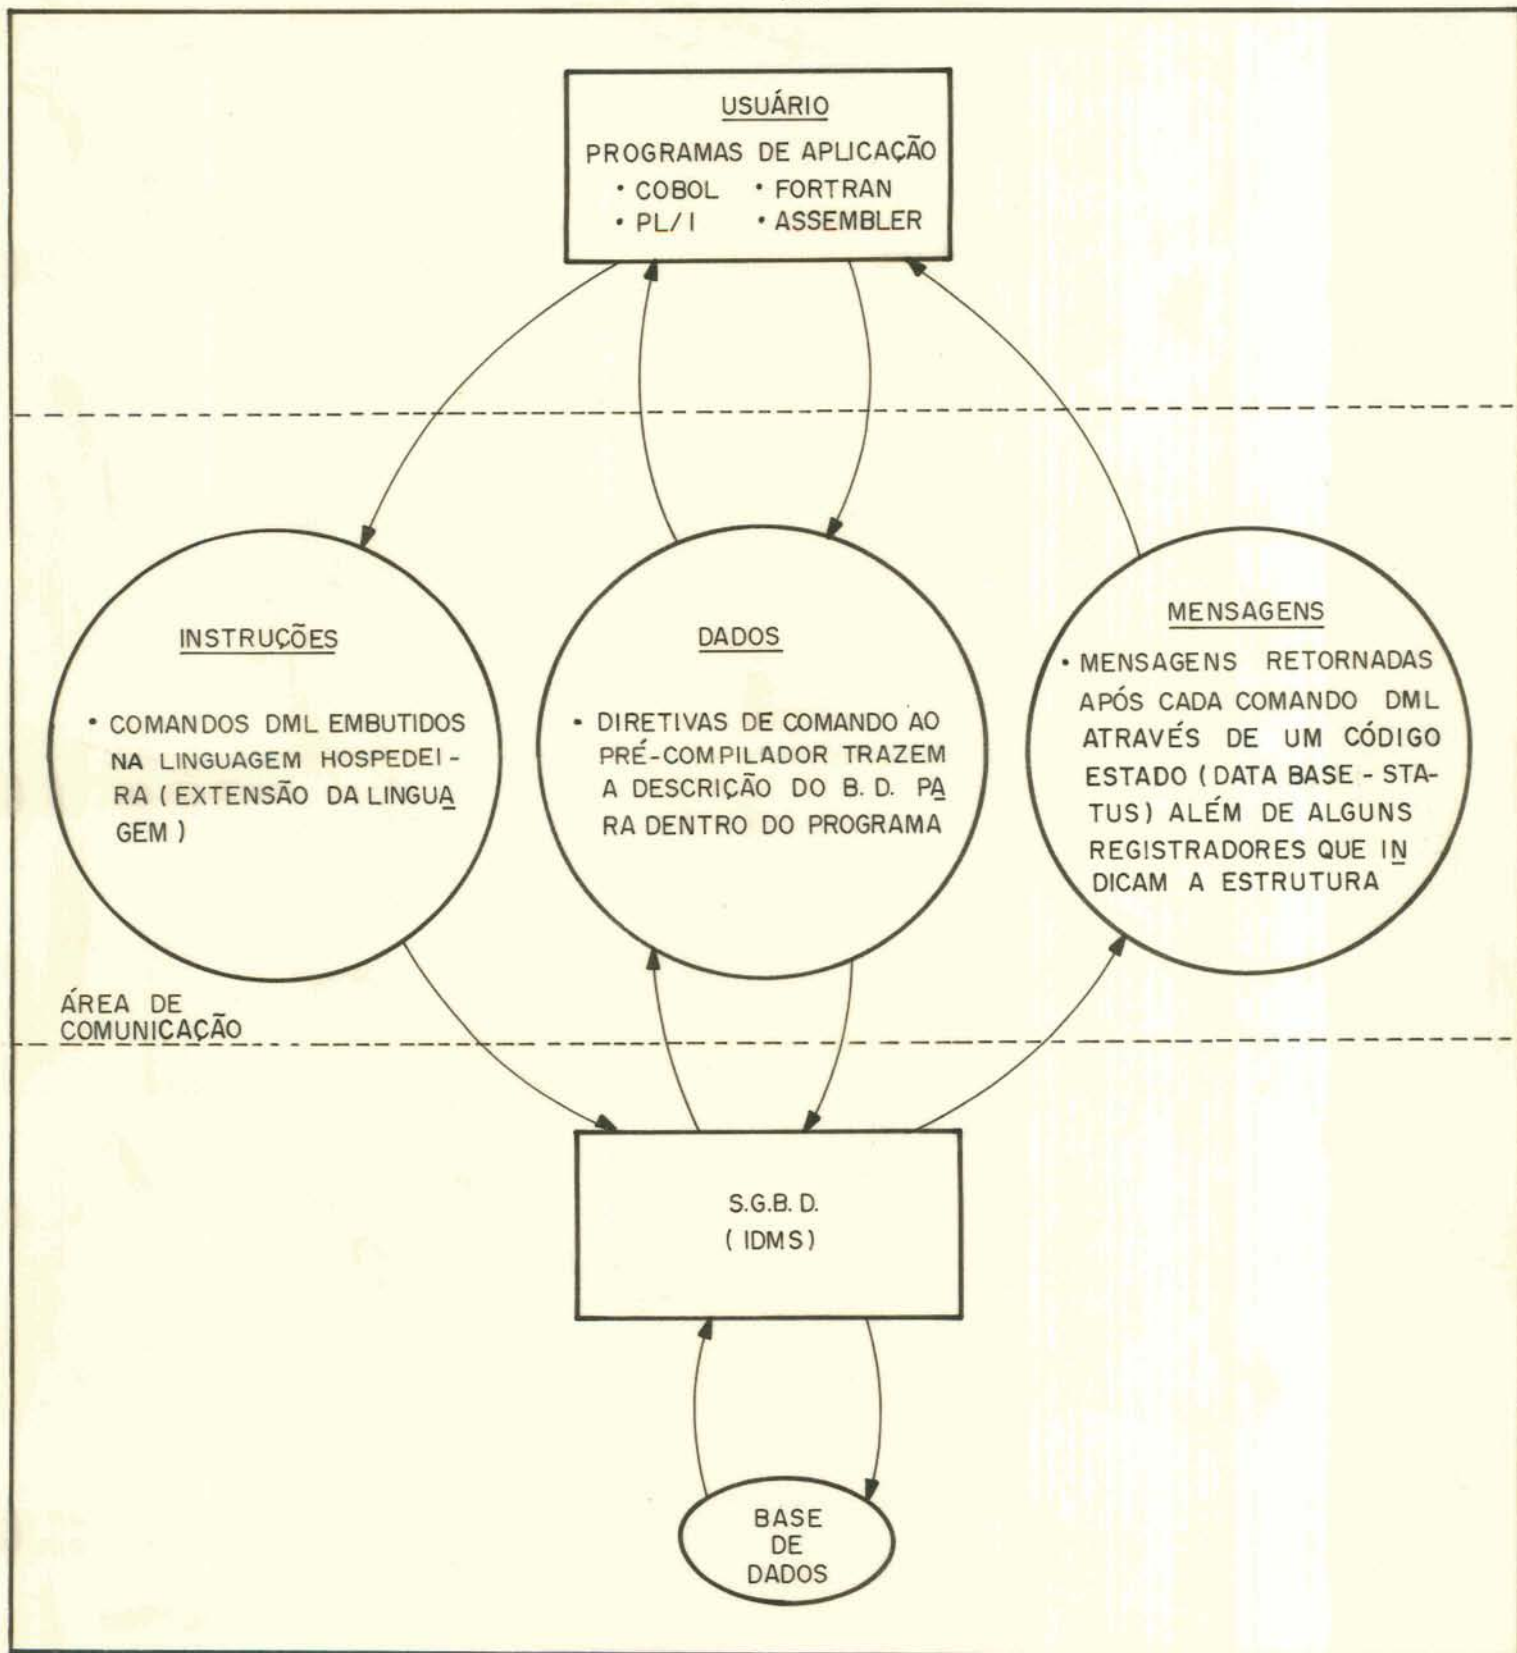 USUÁRIO
PROGRAMAS DE APLICAÇÃO
• COBOL • FORTRAN
• PL/I • ASSEMBLER
INSTRUÇÕES
• COMANDOS DML EMBUTIDOS
NA LINGUAGEM HOSPEDEI-
RA (EXTENSÃO DA LINGUA
GEM)
DADOS
• DIRETIVAS DE COMANDO AO
PRÉ-COMPILADOR TRAZEM
A DESCRIÇÃO DO B. D. PA
RA DENTRO DO PROGRAMA
MENSAGENS
• MENSAGENS RETORNADAS
APÓS CADA COMANDO DML
ATRAVÉS DE UM CÓDIGO
ESTADO (DATA BASE - STA-
TUS) ALÉM DE ALGUNS
REGISTRADORES QUE IN
DICAM A ESTRUTURA
ÁREA DE
COMUNICAÇÃO
S.G.B.D.
(IDMS)
BASE
DE
DADOS